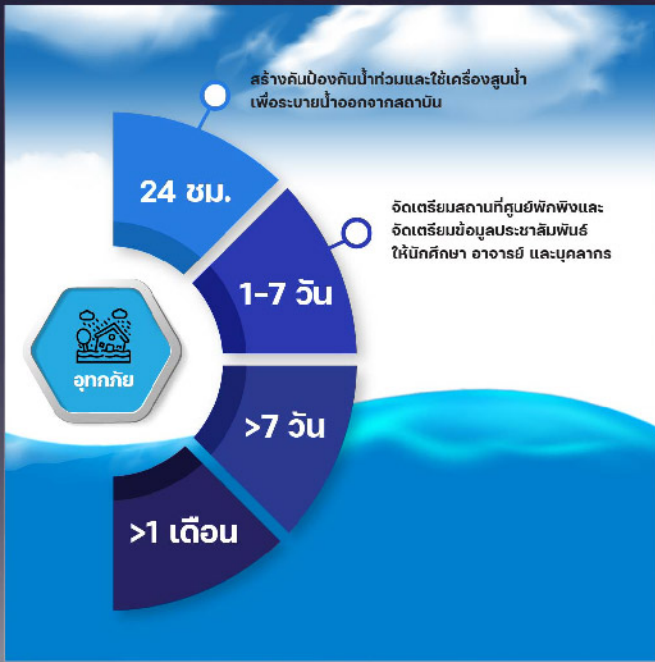 สร้างคันป้องกันน้ำท่วมและใช้เครื่องสูบน้ำ
เพื่อระบายน้ำออกจากสถาบัน
24 ชม.
จัดเตรียมสถานที่ศูนย์พักพิงและ
จัดเตรียมข้อมูลประชาสัมพันธ์
ให้นักศึกษา อาจารย์ และบุคลากร
1-7 วัน
อุทกภัย
>7 วัน
>1 เดือน